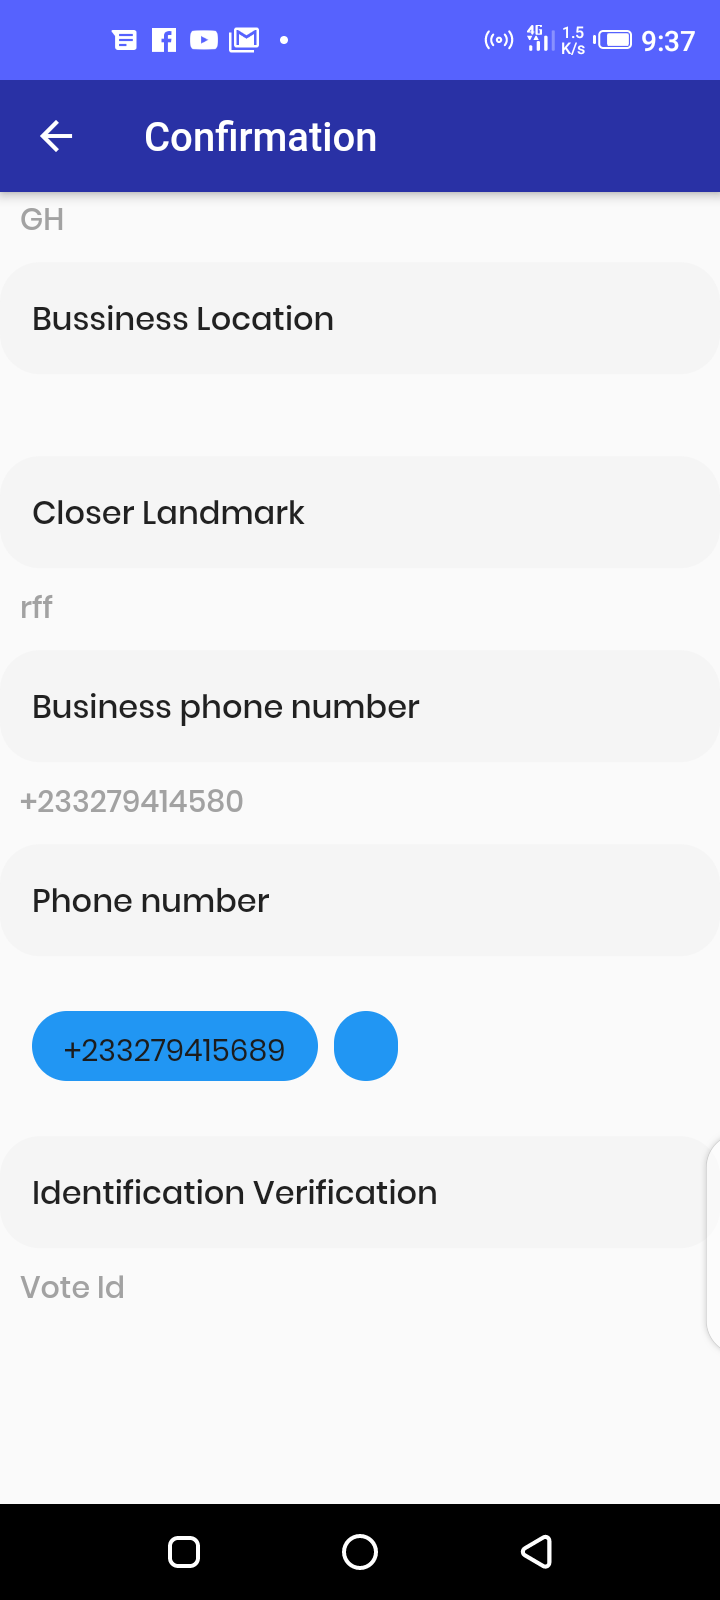 4G 1.5 K/s 9:37
Confirmation
GH
Bussiness Location
Closer Landmark
rff
Business phone number
+233279414580
Phone number
+233279415689
Identification Verification
Vote Id